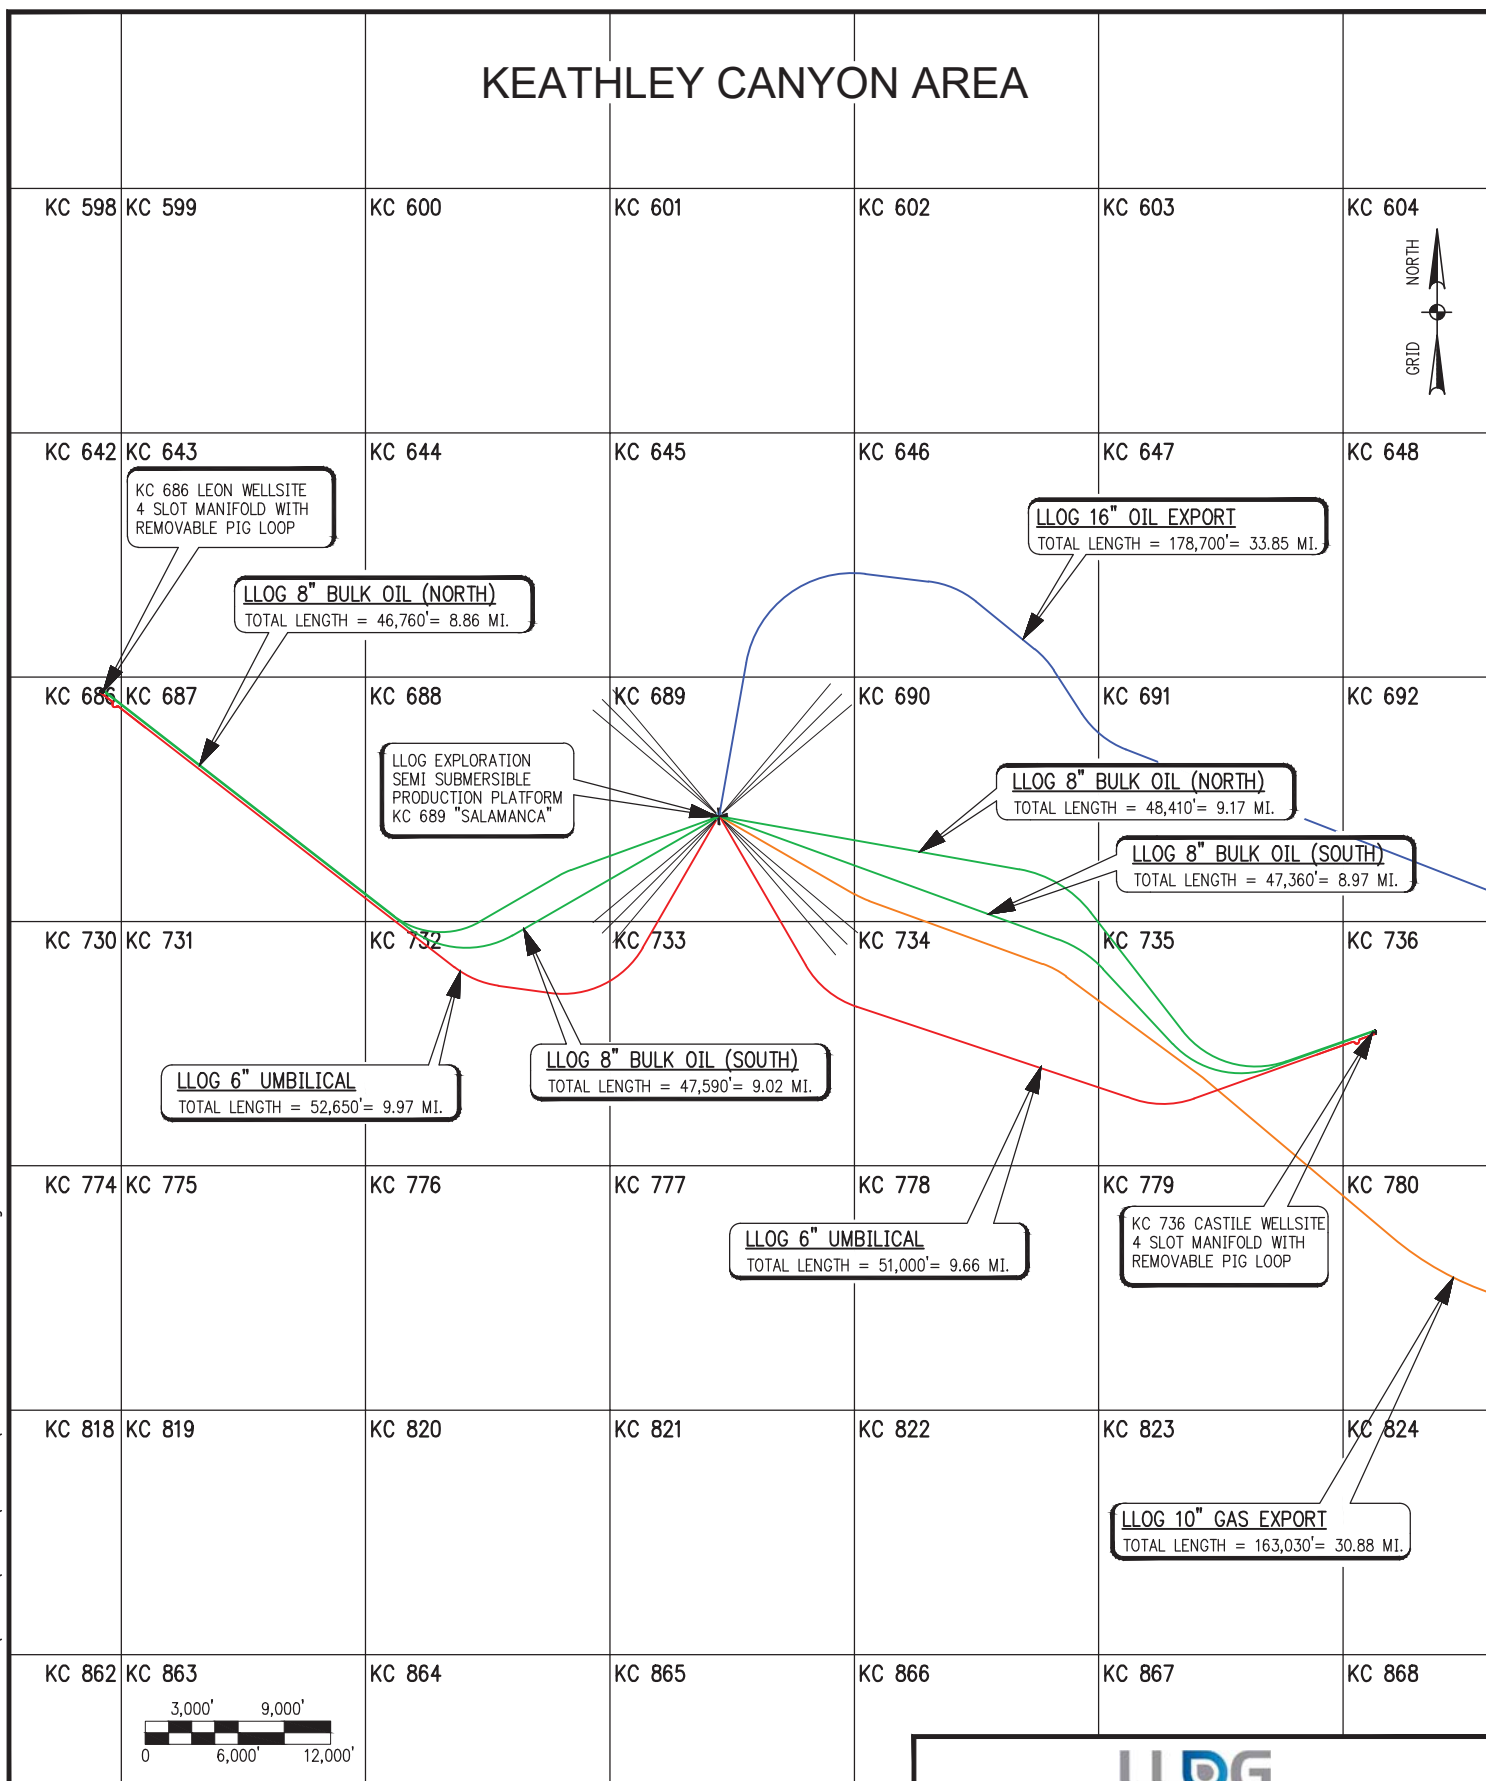 KEATHLEY CANYON AREA
KC 598 KC 599 KC 600 KC 601 KC 602 KC 603 KC 604
NORTH
GRID
KC 642 KC 643 KC 644 KC 645 KC 646 KC 647 KC 648
KC 686 LEON WELLSITE
4 SLOT MANIFOLD WITH
REMOVABLE PIG LOOP
LLOG 16" OIL EXPORT
TOTAL LENGTH = 178,700'= 33.85 MI.
LLOG 8" BULK OIL (NORTH)
TOTAL LENGTH = 46,760'= 8.86 MI.
KC 686 KC 687 KC 688 KC 689 KC 690 KC 691 KC 692
LLOG EXPLORATION
SEMI SUBMERSIBLE
PRODUCTION PLATFORM
KC 689 "SALAMANCA"
LLOG 8" BULK OIL (NORTH)
TOTAL LENGTH = 48,410'= 9.17 MI.
LLOG 8" BULK OIL (SOUTH)
TOTAL LENGTH = 47,360'= 8.97 MI.
KC 730 KC 731 KC 732 KC 733 KC 734 KC 735 KC 736
LLOG 8" BULK OIL (SOUTH)
TOTAL LENGTH = 47,590'= 9.02 MI.
LLOG 6" UMBILICAL
TOTAL LENGTH = 52,650'= 9.97 MI.
KC 774 KC 775 KC 776 KC 777 KC 778 KC 779 KC 780
LLOG 6" UMBILICAL
TOTAL LENGTH = 51,000'= 9.66 MI.
KC 736 CASTILE WELLSITE
4 SLOT MANIFOLD WITH
REMOVABLE PIG LOOP
KC 818 KC 819 KC 820 KC 821 KC 822 KC 823 KC 824
LLOG 10" GAS EXPORT
TOTAL LENGTH = 163,030'= 30.88 MI.
KC 862 KC 863 KC 864 KC 865 KC 866 KC 867 KC 868
3,000' 9,000'
0 6,000' 12,000'
LLOG